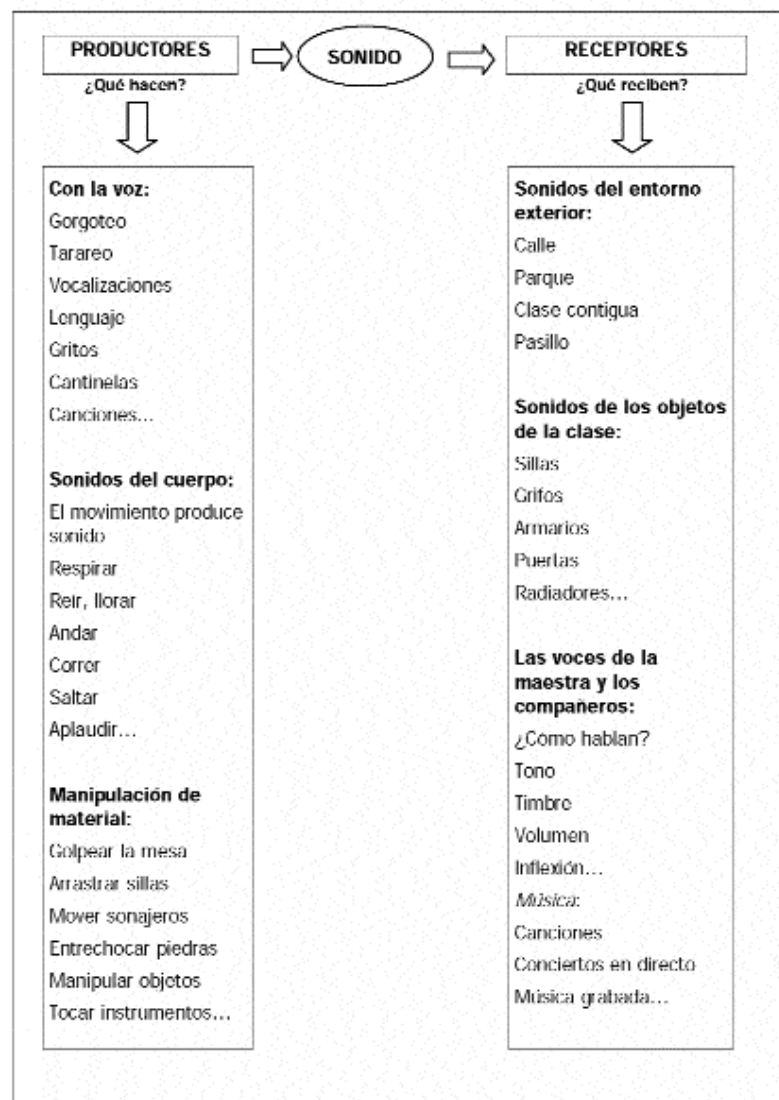 PRODUCTORES
SONIDO
RECEPTORES
¿Qué hacen?
¿Qué reciben?
Con la voz:
Gorgoteo
Tarareo
Vocalizaciones
Lenguaje
Gritos
Cantinelas
Canciones…
Sonidos del cuerpo:
El movimiento produce
sonido
Respirar
Reír, llorar
Andar
Correr
Saltar
Aplaudir…
Manipulación de
material:
Golpear la mesa
Arrastrar sillas
Mover sonajeros
Entrechocar piedras
Manipular objetos
Tocar instrumentos…
Sonidos del entorno
exterior:
Calle
Parque
Clase contigua
Pasillo
Sonidos de los objetos
de la clase:
Sillas
Grifos
Armarios
Puertas
Radiadores…
Las voces de la
maestra y los
compañeros:
¿Cómo hablan?
Tono
Timbre
Volumen
Inflexión…
Música:
Canciones
Conciertos en directo
Música grabada…